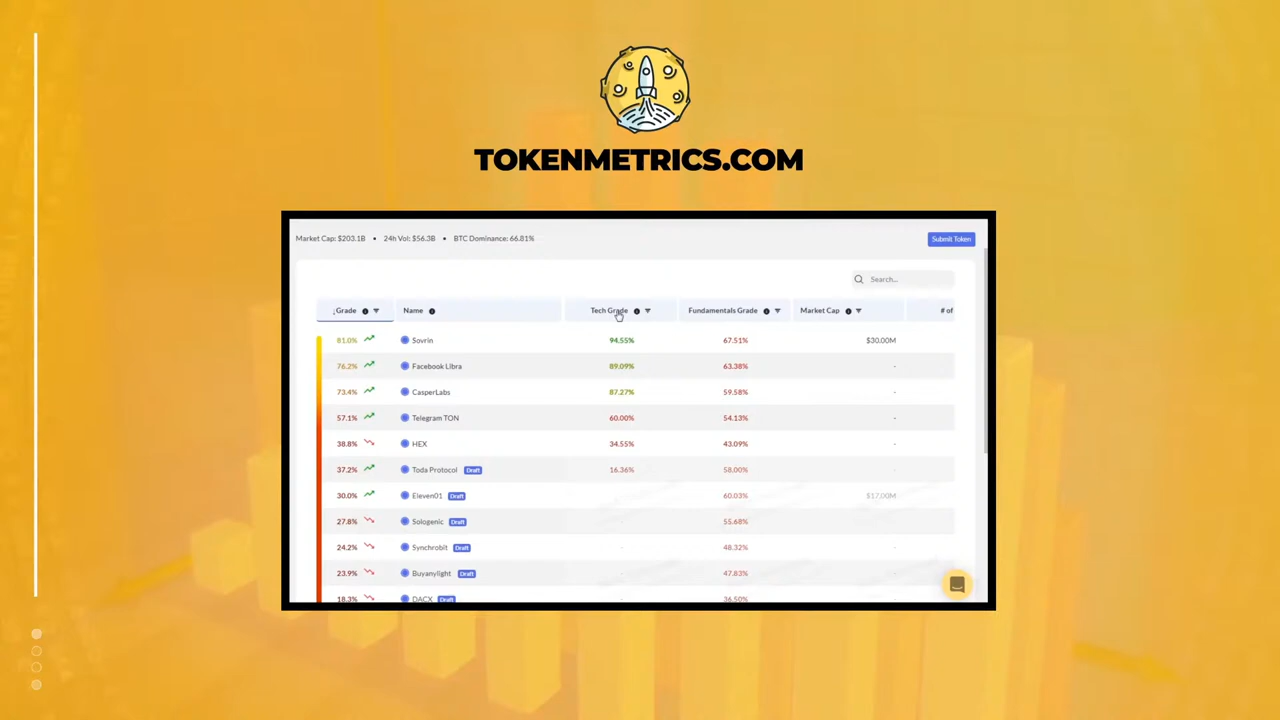 TOKENMETRICS.COM
Market Cap: $203.1B • 24h Vol: $56.3B • BTC Dominance: 66.81% Submit Token
Search...
↓Grade Name Tech Grade Fundamentals Grade Market Cap # of
81.0% Sovrin 94.55% 67.51% $30.00M
76.2% Facebook Libra 89.09% 63.38% -
73.4% CasperLabs 87.27% 59.58% -
57.1% Telegram TON 60.00% 54.13% -
38.8% HEX 34.55% 43.09% -
37.2% Toda Protocol Draft 16.36% 58.00% -
30.0% Eleven01 Draft - 60.03% $17.00M
27.8% Sologenic Draft - 55.68% -
24.2% Synchrobit Draft - 48.32% -
23.9% Buyanylight Draft - 47.83% -
18.3% DACX Draft - 36.50% -